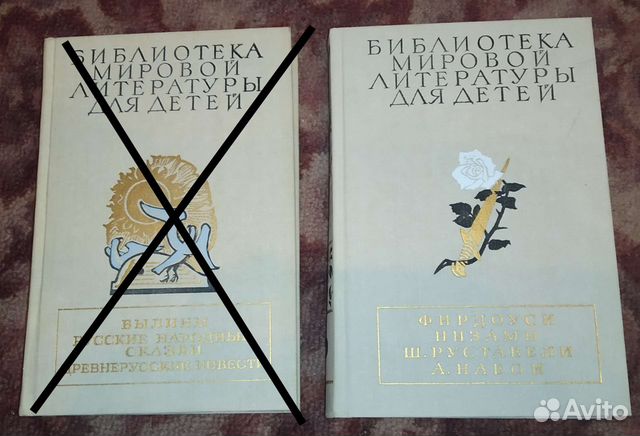 БИБЛИОТЕКА
МИРОВОЙ
ЛИТЕРАТУРЫ
ДЛЯ ДЕТЕЙ
БЫЛИНЫ
РУССКИЕ НАРОДНЫЕ
СКАЗКИ
ДРЕВНЕРУССКИЕ ПОВЕСТИ
БИБЛИОТЕКА
МИРОВОЙ
ЛИТЕРАТУРЫ
ДЛЯ ДЕТЕЙ
ФИРДОУСИ
НИЗАМИ
Ш. РУСТАВЕЛИ
А. НАВОИ
Avito